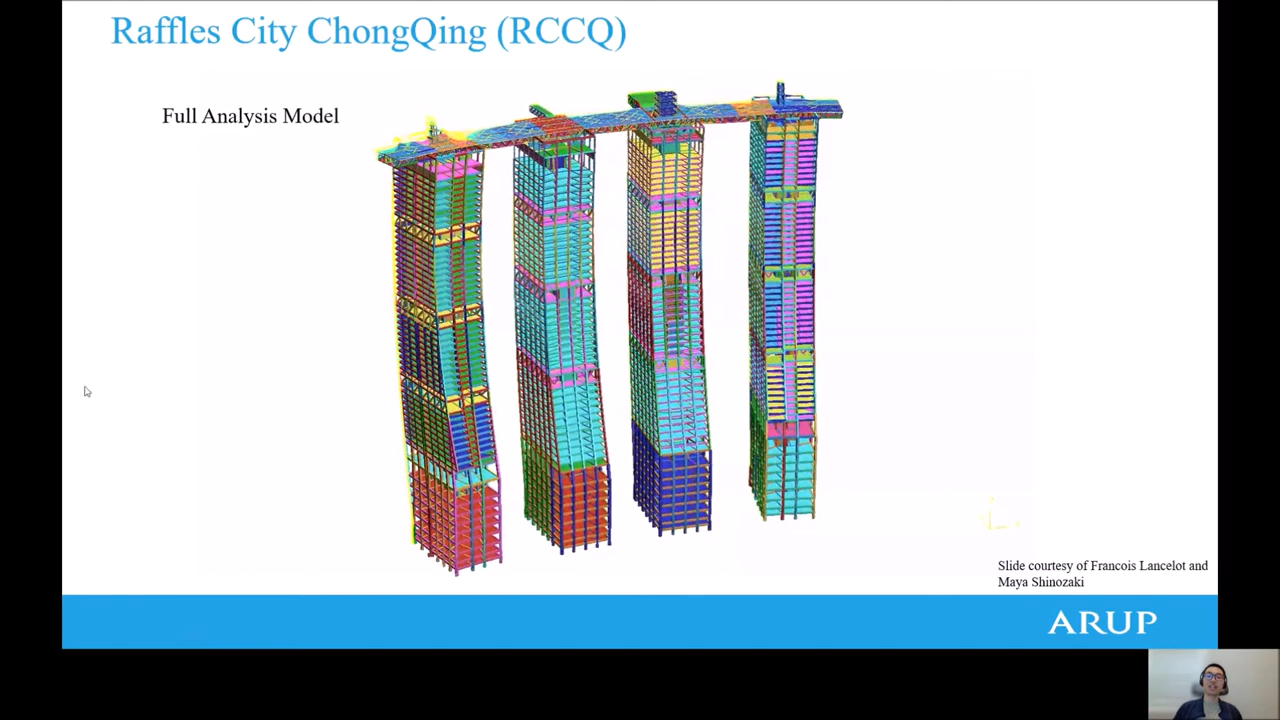 Raffles City ChongQing (RCCQ)
Full Analysis Model
Slide courtesy of Francois Lancelot and
Maya Shinozaki
ARUP